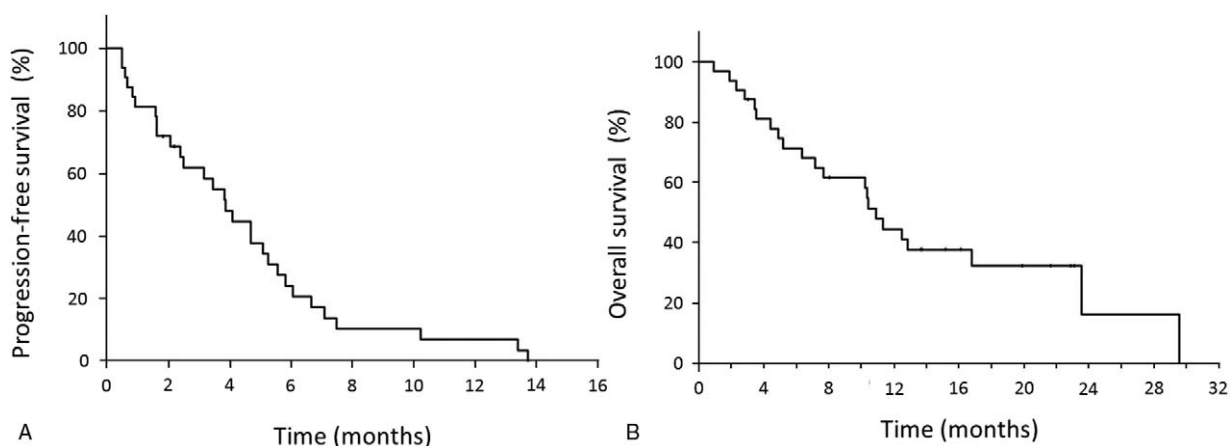 Progression-free survival (%)
100
80
60
40
20
0
0 2 4 6 8 10 12 14 16
Time (months)
A
Overall survival (%)
100
80
60
40
20
0
0 4 8 12 16 20 24 28 32
Time (months)
B